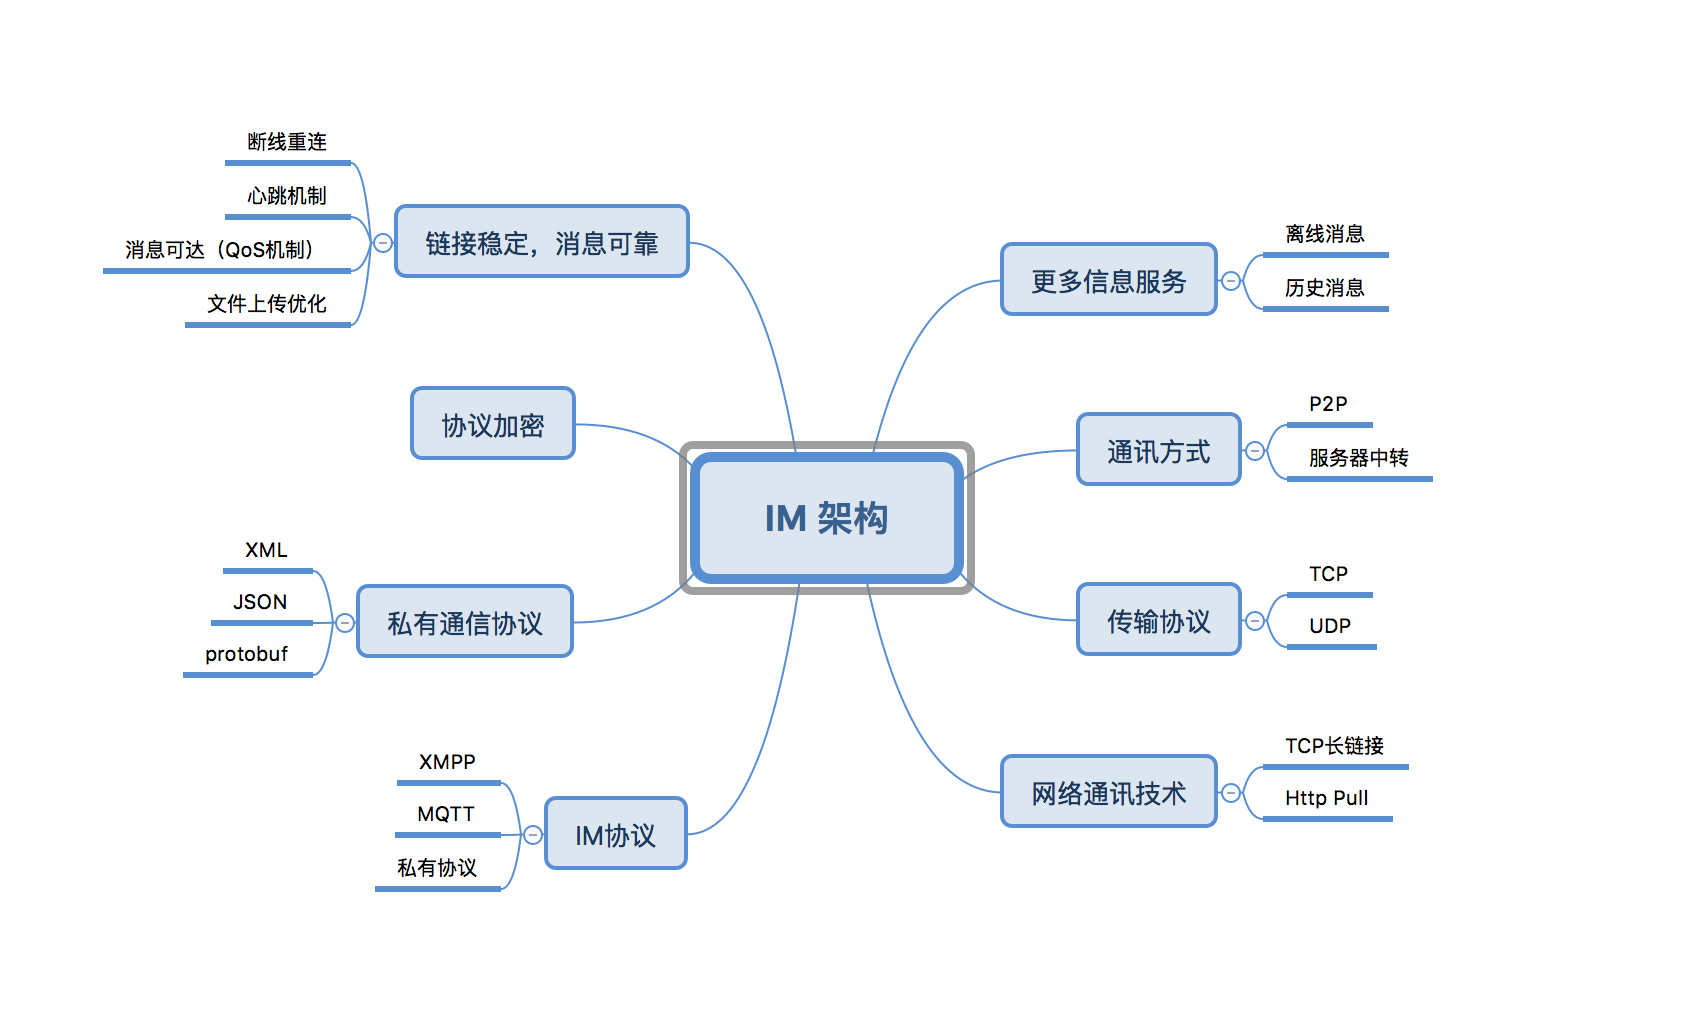 IM 架构
更多信息服务
离线消息
历史消息
通讯方式
P2P
服务器中转
传输协议
TCP
UDP
网络通讯技术
TCP长链接
Http Pull
IM协议
XMPP
MQTT
私有协议
私有通信协议
XML
JSON
protobuf
协议加密
链接稳定，消息可靠
断线重连
心跳机制
消息可达（QoS机制）
文件上传优化